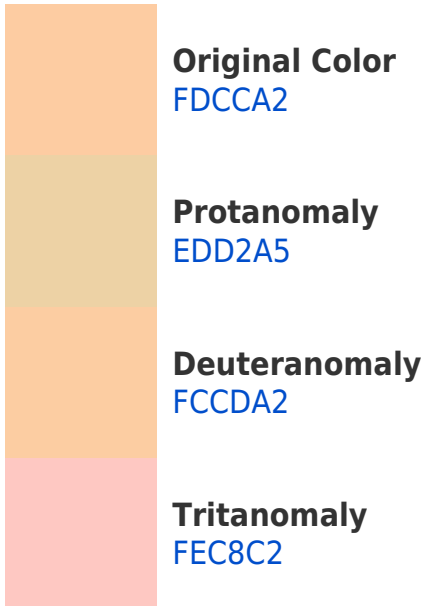 Original Color
FDCCA2
Protanomaly
EDD2A5
Deuteranomaly
FCCDA2
Tritanomaly
FEC8C2